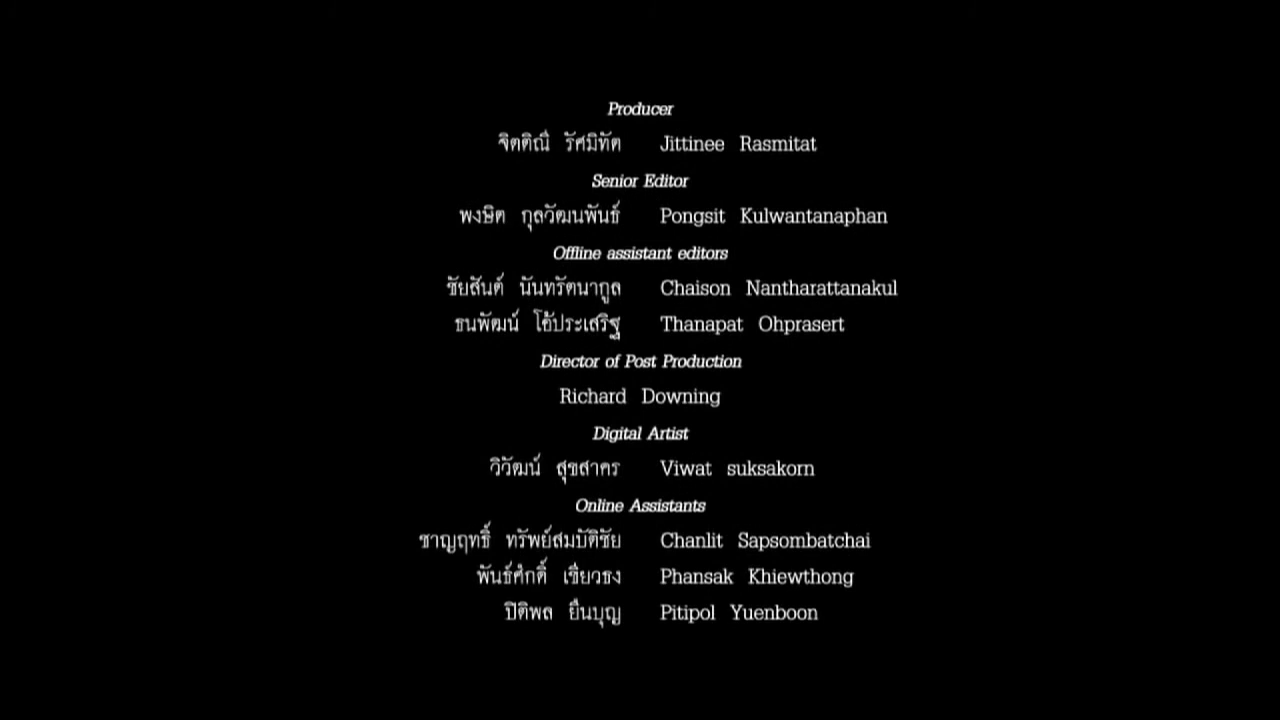 Producer
จิตติณี รัศมิทัต Jittinee Rasmitat
Senior Editor
พงษิต กุลวัฒนพันธ์ Pongsit Kulwantanaphan
Offline assistant editors
ชัยสันต์ นันทรัตนากูล Chaison Nantharattanakul
ธนพัฒน์ โอ้ประเสริฐ Thanapat Ohprasert
Director of Post Production
Richard Downing
Digital Artist
วิวัฒน์ สุขสาคร Viwat suksakorn
Online Assistants
ชาญฤทธิ์ ทรัพย์สมบัติชัย Chanlit Sapsombatchai
พันธ์ศักดิ์ เขียวธง Phansak Khiewthong
ปิติพล ยืนบุญ Pitipol Yuenboon